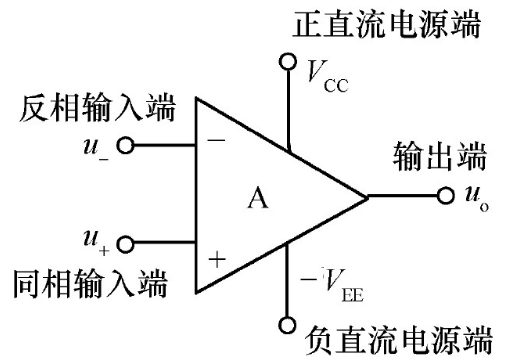 正直流电源端
V_CC
反相输入端
u_-
−
输出端
A
u_o
u_+
+
同相输入端
−V_EE
负直流电源端